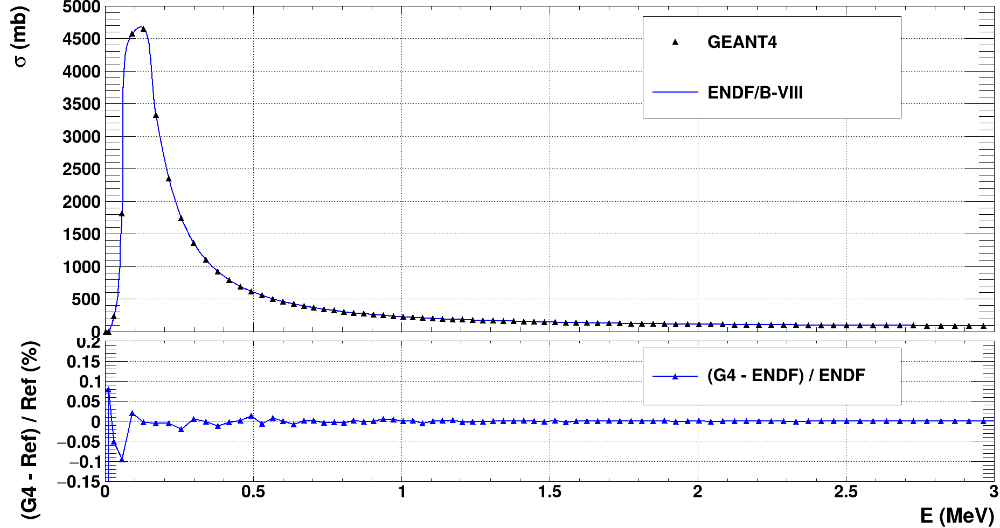 σ (mb)
5000
4500
4000
3500
3000
2500
2000
1500
1000
500
0
GEANT4
ENDF/B-VIII
(G4 - Ref) / Ref (%)
0.2
0.15
0.1
0.05
0
−0.05
−0.1
−0.15
(G4 - ENDF) / ENDF
0 0.5 1 1.5 2 2.5 3
E (MeV)